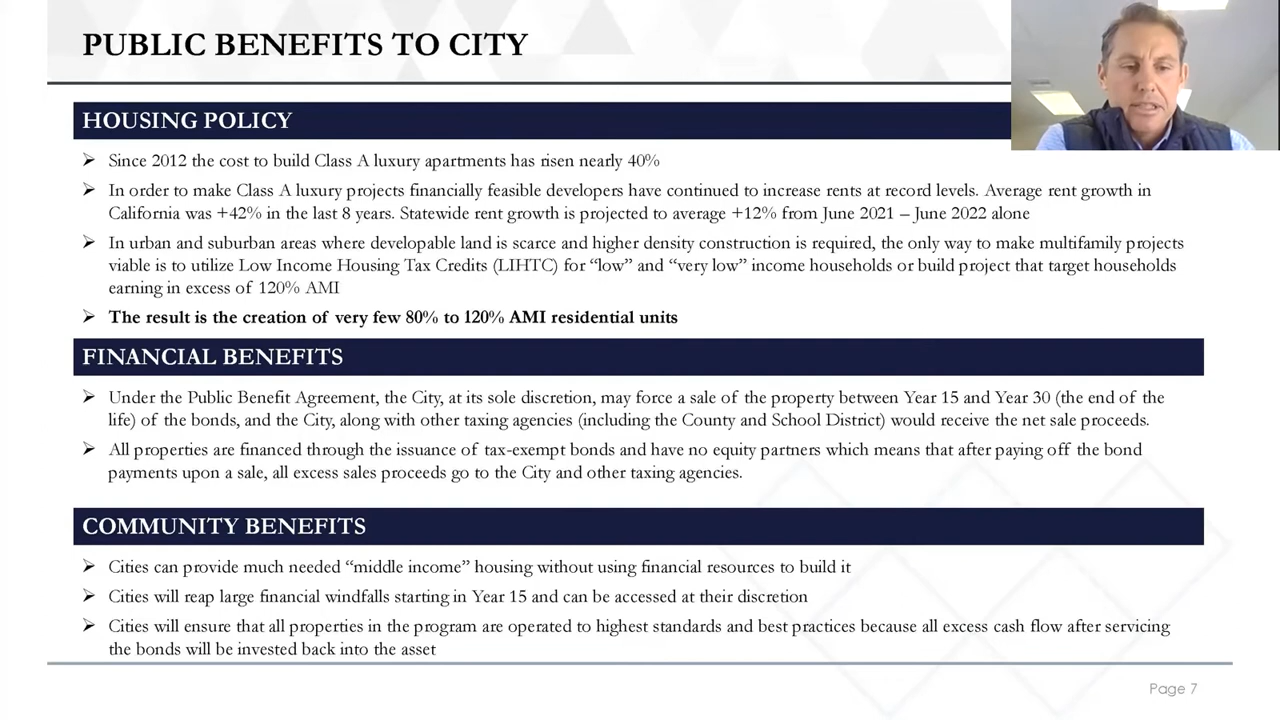 PUBLIC BENEFITS TO CITY
HOUSING POLICY
Since 2012 the cost to build Class A luxury apartments has risen nearly 40%
In order to make Class A luxury projects financially feasible developers have continued to increase rents at record levels. Average rent growth in
California was +42% in the last 8 years. Statewide rent growth is projected to average +12% from June 2021 – June 2022 alone
In urban and suburban areas where developable land is scarce and higher density construction is required, the only way to make multifamily projects
viable is to utilize Low Income Housing Tax Credits (LIHTC) for “low” and “very low” income households or build project that target households
earning in excess of 120% AMI
The result is the creation of very few 80% to 120% AMI residential units
FINANCIAL BENEFITS
Under the Public Benefit Agreement, the City, at its sole discretion, may force a sale of the property between Year 15 and Year 30 (the end of the
life) of the bonds, and the City, along with other taxing agencies (including the County and School District) would receive the net sale proceeds.
All properties are financed through the issuance of tax-exempt bonds and have no equity partners which means that after paying off the bond
payments upon a sale, all excess sales proceeds go to the City and other taxing agencies.
COMMUNITY BENEFITS
Cities can provide much needed “middle income” housing without using financial resources to build it
Cities will reap large financial windfalls starting in Year 15 and can be accessed at their discretion
Cities will ensure that all properties in the program are operated to highest standards and best practices because all excess cash flow after servicing
the bonds will be invested back into the asset
Page 7